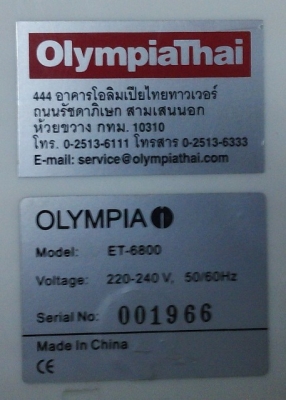 OlympiaThai
444 อาคารโอลิมเปียไทยทาวเวอร์
ถนนรัชดาภิเษก สามเสนนอก
ห้วยขวาง กทม. 10310
โทร. 0-2513-6111 โทรสาร 0-2513-6333
E-mail: service@olympiathai.com
OLYMPIA
Model: ET-6800
Voltage: 220-240 V, 50/60Hz
Serial No: 001966
Made In China
CE